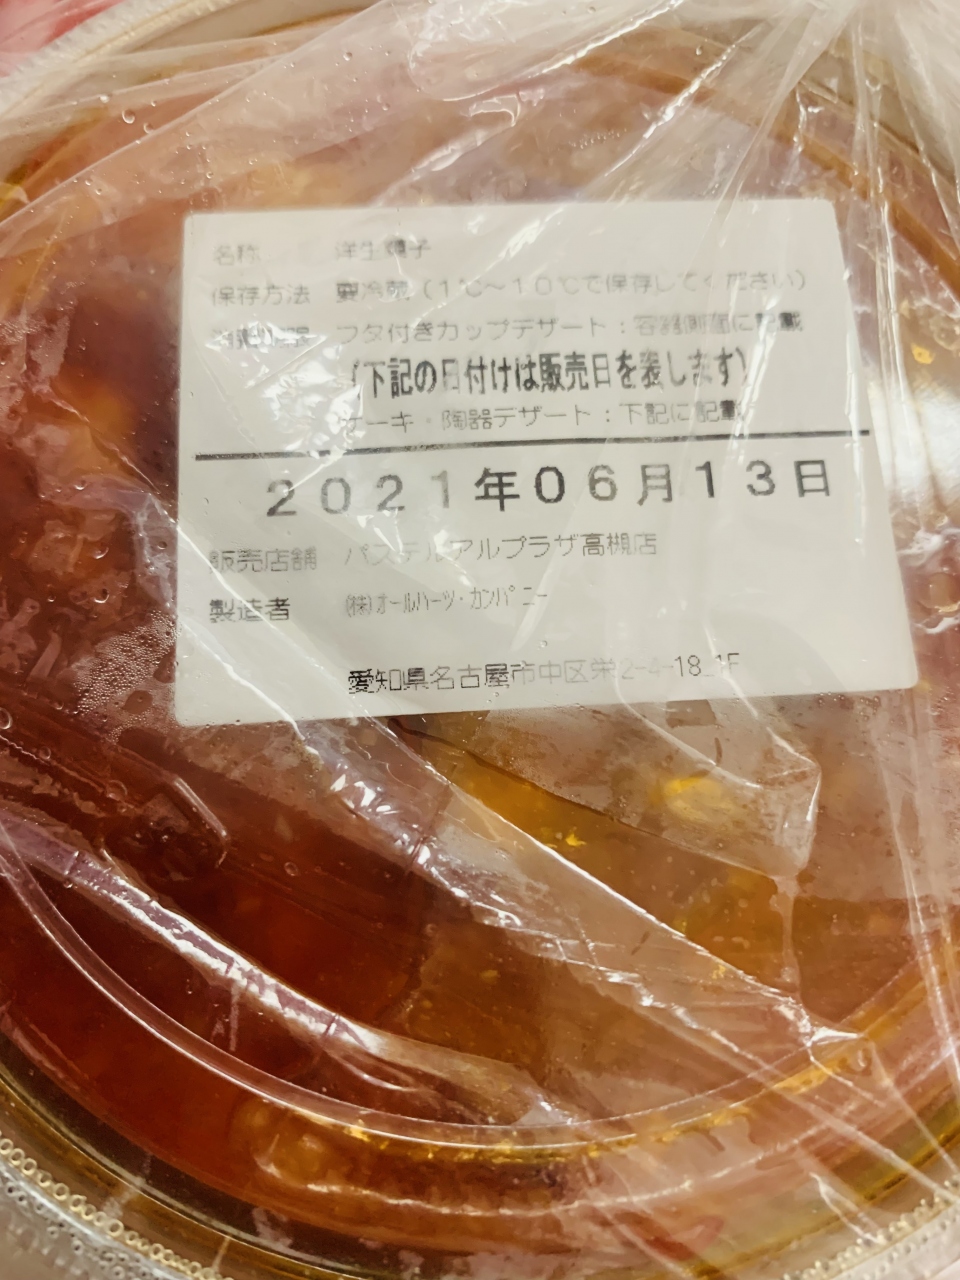 名称 洋生菓子
保存方法 要冷蔵(1℃~10℃で保存してください)
消費期限 フタ付きカップデザート:容器側面に記載
(下記の日付けは販売日を表します)
ケーキ・陶器デザート:下記に記載
2021年06月13日
販売店舗 パステルアルプラザ高槻店
製造者 ㈱オールハーツ・カンパニー
愛知県名古屋市中区栄2-4-18 1F